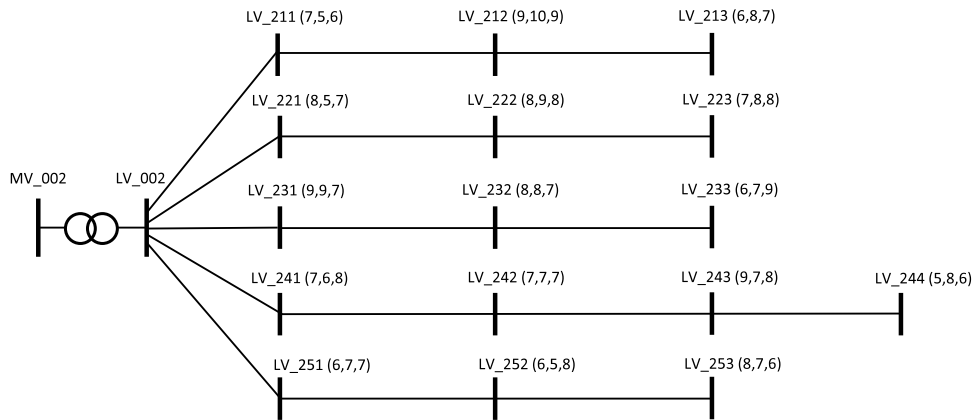 LV_211 (7,5,6)
LV_212 (9,10,9)
LV_213 (6,8,7)
LV_221 (8,5,7)
LV_222 (8,9,8)
LV_223 (7,8,8)
MV_002
LV_002
LV_231 (9,9,7)
LV_232 (8,8,7)
LV_233 (6,7,9)
LV_241 (7,6,8)
LV_242 (7,7,7)
LV_243 (9,7,8)
LV_244 (5,8,6)
LV_251 (6,7,7)
LV_252 (6,5,8)
LV_253 (8,7,6)